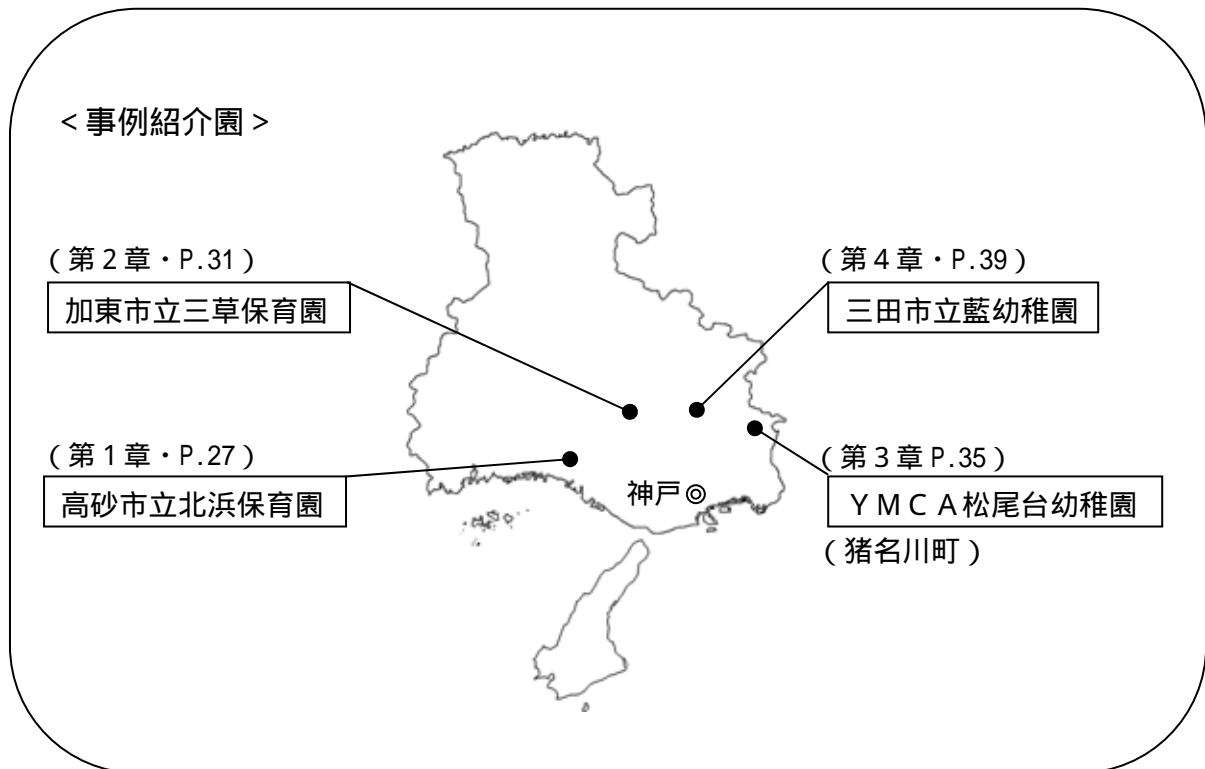 <事例紹介園>
(第2章・P.31)
加東市立三草保育園
(第4章・P.39)
三田市立藍幼稚園
(第1章・P.27)
高砂市立北浜保育園
神戸◎
(第3章P.35)
YMCA松尾台幼稚園
(猪名川町)